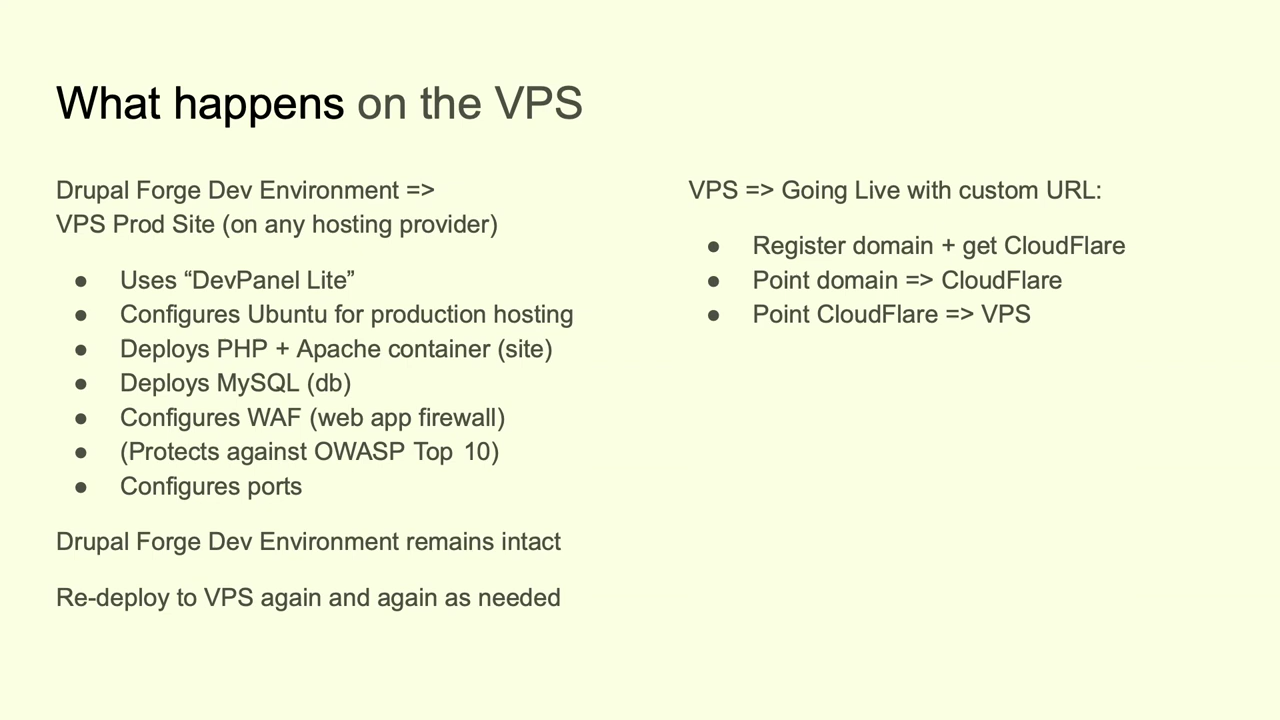 What happens on the VPS
Drupal Forge Dev Environment =>
VPS Prod Site (on any hosting provider)
● Uses “DevPanel Lite”
● Configures Ubuntu for production hosting
● Deploys PHP + Apache container (site)
● Deploys MySQL (db)
● Configures WAF (web app firewall)
● (Protects against OWASP Top 10)
● Configures ports
Drupal Forge Dev Environment remains intact
Re-deploy to VPS again and again as needed
VPS => Going Live with custom URL:
● Register domain + get CloudFlare
● Point domain => CloudFlare
● Point CloudFlare => VPS